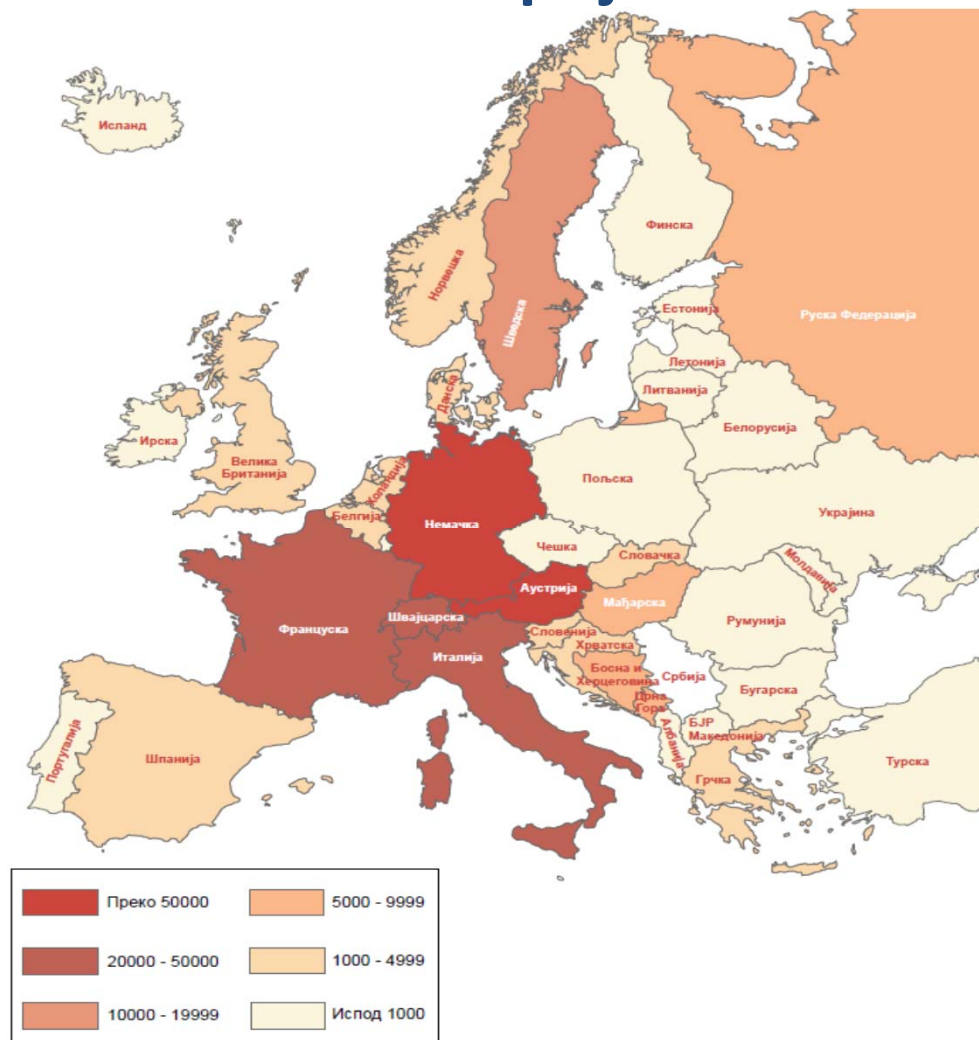 Исланд
Финска
Норвешка
Шведска
Руска Федерација
Естонија
Летонија
Литванија
Данска
Белорусија
Ирска
Велика
Британија
Холандија
Белгија
Немачка
Пољска
Украјина
Чешка
Словачка
Молдавија
Аустрија
Мађарска
Швајцарска
Француска
Румунија
Словенија
Хрватска
Италија
Босна и
Херцеговина
Србија
Црна
Гора
Бугарска
БЈР
Македонија
Албанија
Португалија
Шпанија
Грчка
Турска
Преко 50000
5000 - 9999
20000 - 50000
1000 - 4999
10000 - 19999
Испод 1000